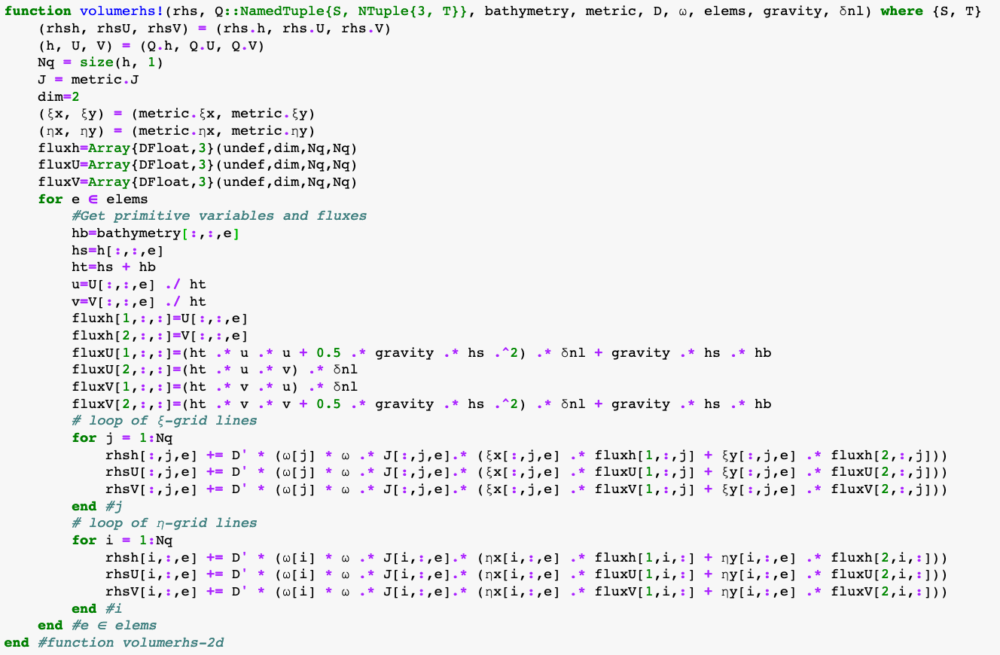 function volumerhs!(rhs, Q::NamedTuple{S, NTuple{3, T}}, bathymetry, metric, D, ω, elems, gravity, δnl) where {S, T}
    (rhsh, rhsU, rhsV) = (rhs.h, rhs.U, rhs.V)
    (h, U, V) = (Q.h, Q.U, Q.V)
    Nq = size(h, 1)
    J = metric.J
    dim=2
    (ξx, ξy) = (metric.ξx, metric.ξy)
    (ηx, ηy) = (metric.ηx, metric.ηy)
    fluxh=Array{DFloat,3}(undef,dim,Nq,Nq)
    fluxU=Array{DFloat,3}(undef,dim,Nq,Nq)
    fluxV=Array{DFloat,3}(undef,dim,Nq,Nq)
    for e ∈ elems
        #Get primitive variables and fluxes
        hb=bathymetry[:,:,e]
        hs=h[:,:,e]
        ht=hs + hb
        u=U[:,:,e] ./ ht
        v=V[:,:,e] ./ ht
        fluxh[1,:,:]=U[:,:,e]
        fluxh[2,:,:]=V[:,:,e]
        fluxU[1,:,:]=(ht .* u .* u + 0.5 .* gravity .* hs .^2) .* δnl + gravity .* hs .* hb
        fluxU[2,:,:]=(ht .* u .* v) .* δnl
        fluxV[1,:,:]=(ht .* v .* u) .* δnl
        fluxV[2,:,:]=(ht .* v .* v + 0.5 .* gravity .* hs .^2) .* δnl + gravity .* hs .* hb
        # loop of ξ-grid lines
        for j = 1:Nq
            rhsh[:,j,e] += D' * (ω[j] * ω .* J[:,j,e].* (ξx[:,j,e] .* fluxh[1,:,j] + ξy[:,j,e] .* fluxh[2,:,j]))
            rhsU[:,j,e] += D' * (ω[j] * ω .* J[:,j,e].* (ξx[:,j,e] .* fluxU[1,:,j] + ξy[:,j,e] .* fluxU[2,:,j]))
            rhsV[:,j,e] += D' * (ω[j] * ω .* J[:,j,e].* (ξx[:,j,e] .* fluxV[1,:,j] + ξy[:,j,e] .* fluxV[2,:,j]))
        end #j
        # loop of η-grid lines
        for i = 1:Nq
            rhsh[i,:,e] += D' * (ω[i] * ω .* J[i,:,e].* (ηx[i,:,e] .* fluxh[1,i,:] + ηy[i,:,e] .* fluxh[2,i,:]))
            rhsU[i,:,e] += D' * (ω[i] * ω .* J[i,:,e].* (ηx[i,:,e] .* fluxU[1,i,:] + ηy[i,:,e] .* fluxU[2,i,:]))
            rhsV[i,:,e] += D' * (ω[i] * ω .* J[i,:,e].* (ηx[i,:,e] .* fluxV[1,i,:] + ηy[i,:,e] .* fluxV[2,i,:]))
        end #i
    end #e ∈ elems
end #function volumerhs-2d